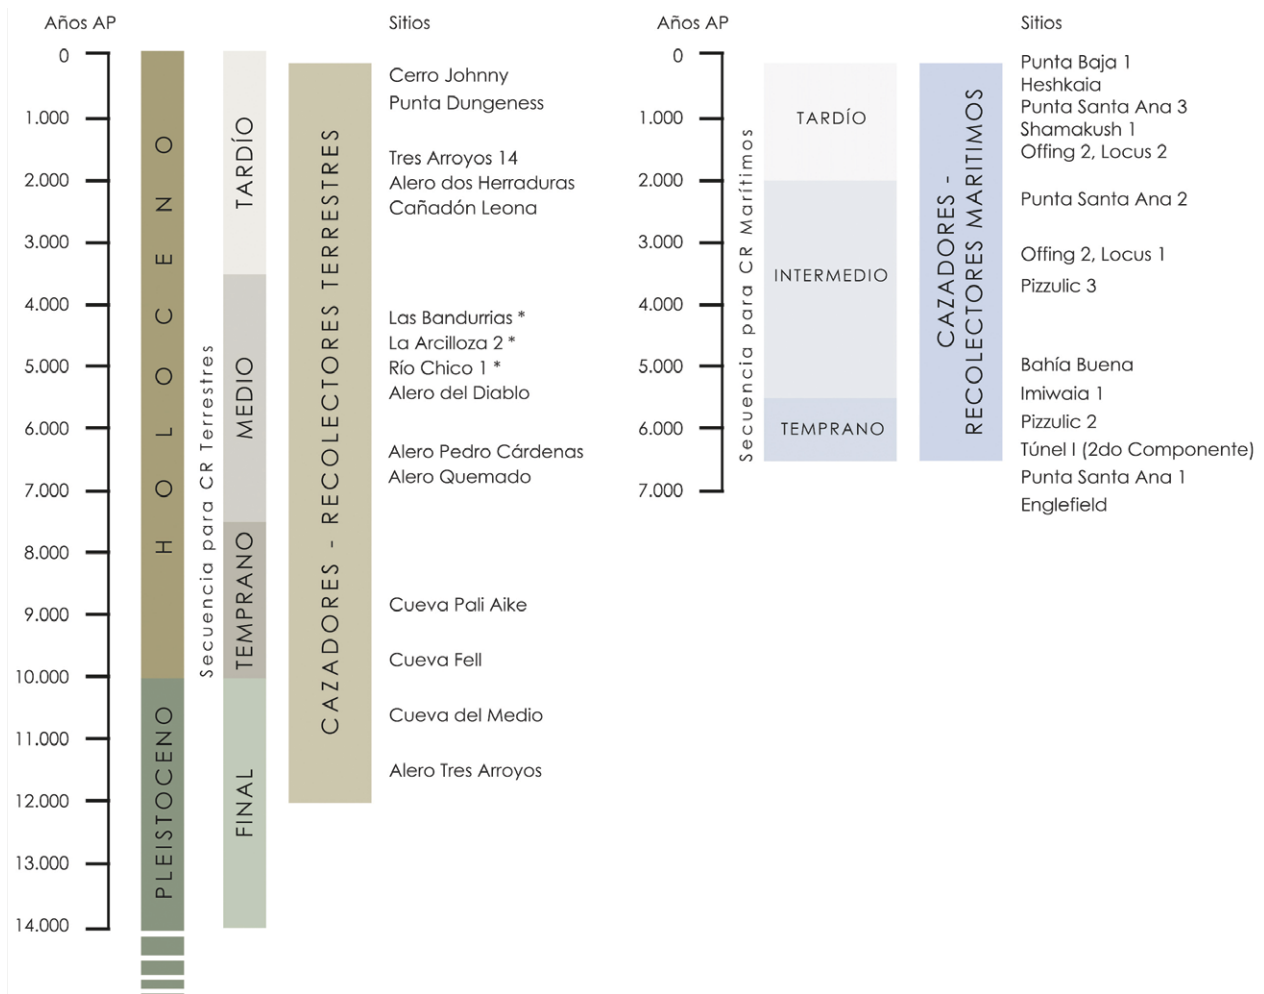 Años AP
Sitios
0
1.000
2.000
3.000
4.000
5.000
6.000
7.000
8.000
9.000
10.000
11.000
12.000
13.000
14.000
HOLOCENO
PLEISTOCENO
Secuencia para CR Terrestres
TARDÍO
MEDIO
TEMPRANO
FINAL
CAZADORES - RECOLECTORES TERRESTRES
Cerro Johnny
Punta Dungeness
Tres Arroyos 14
Alero dos Herraduras
Cañadón Leona
Las Bandurrias *
La Arcilloza 2 *
Río Chico 1 *
Alero del Diablo
Alero Pedro Cárdenas
Alero Quemado
Cueva Pali Aike
Cueva Fell
Cueva del Medio
Alero Tres Arroyos
Años AP
Sitios
0
1.000
2.000
3.000
4.000
5.000
6.000
7.000
Secuencia para CR Marítimos
TARDÍO
INTERMEDIO
TEMPRANO
CAZADORES -
RECOLECTORES MARITIMOS
Punta Baja 1
Heshkaia
Punta Santa Ana 3
Shamakush 1
Offing 2, Locus 2
Punta Santa Ana 2
Offing 2, Locus 1
Pizzulic 3
Bahía Buena
Imiwaia 1
Pizzulic 2
Túnel I (2do Componente)
Punta Santa Ana 1
Englefield